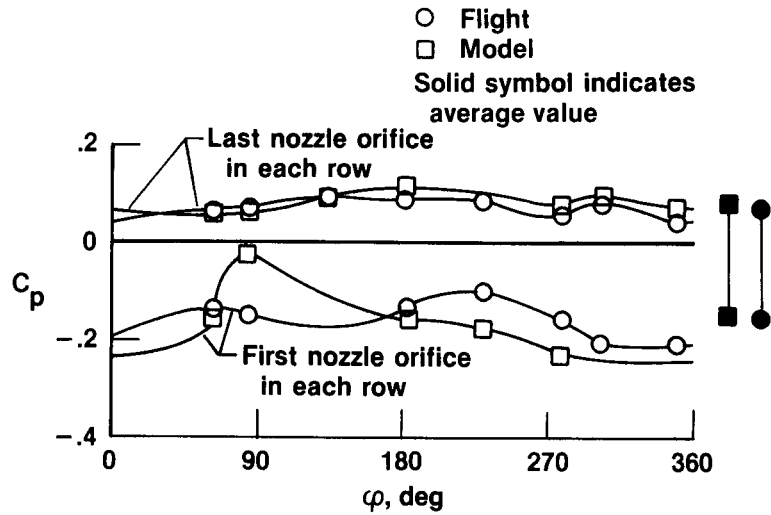 Flight
Model
Solid symbol indicates
average value
.2
Last nozzle orifice
in each row
0
Cp
-.2
First nozzle orifice
in each row
-.4
0 90 180 270 360
φ, deg